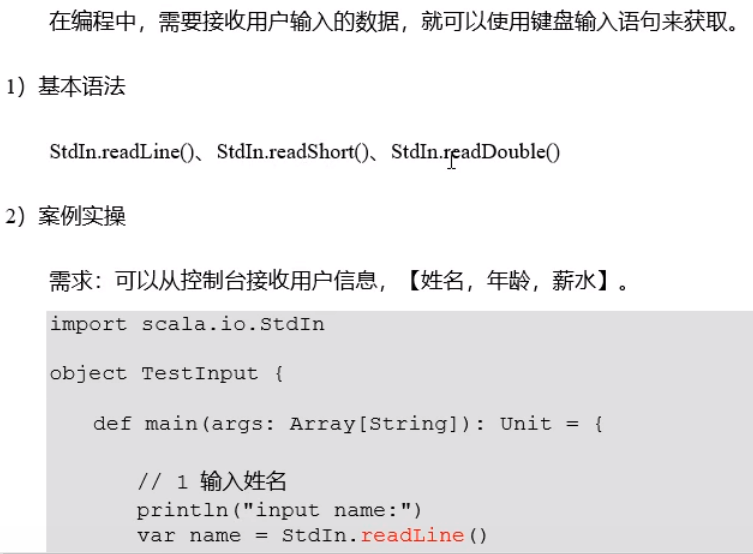 在编程中，需要接收用户输入的数据，就可以使用键盘输入语句来获取。
1）基本语法
StdIn.readLine()、StdIn.readShort()、StdIn.readDouble()
2）案例实操
需求：可以从控制台接收用户信息，【姓名，年龄，薪水】。
import scala.io.StdIn
object TestInput {
def main(args: Array[String]): Unit = {
// 1 输入姓名
println("input name:")
var name = StdIn.readLine()